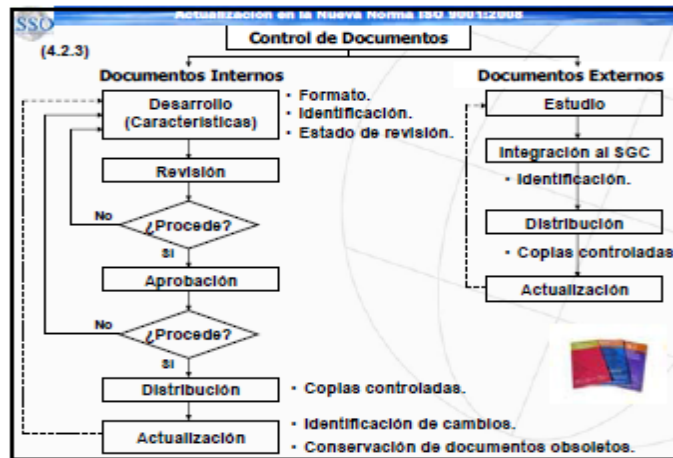 Actualización en la Nueva Norma ISO 9001:2008
SSO
Control de Documentos
(4.2.3)
Documentos Internos
Desarrollo
(Características)
• Formato.
• Identificación.
• Estado de revisión.
Revisión
No
¿Procede?
Si
Aprobación
No
¿Procede?
Si
Distribución
• Copias controladas.
Actualización
• Identificación de cambios.
• Conservación de documentos obsoletos.
Documentos Externos
Estudio
Integración al SGC
• Identificación.
Distribución
• Copias controladas
Actualización